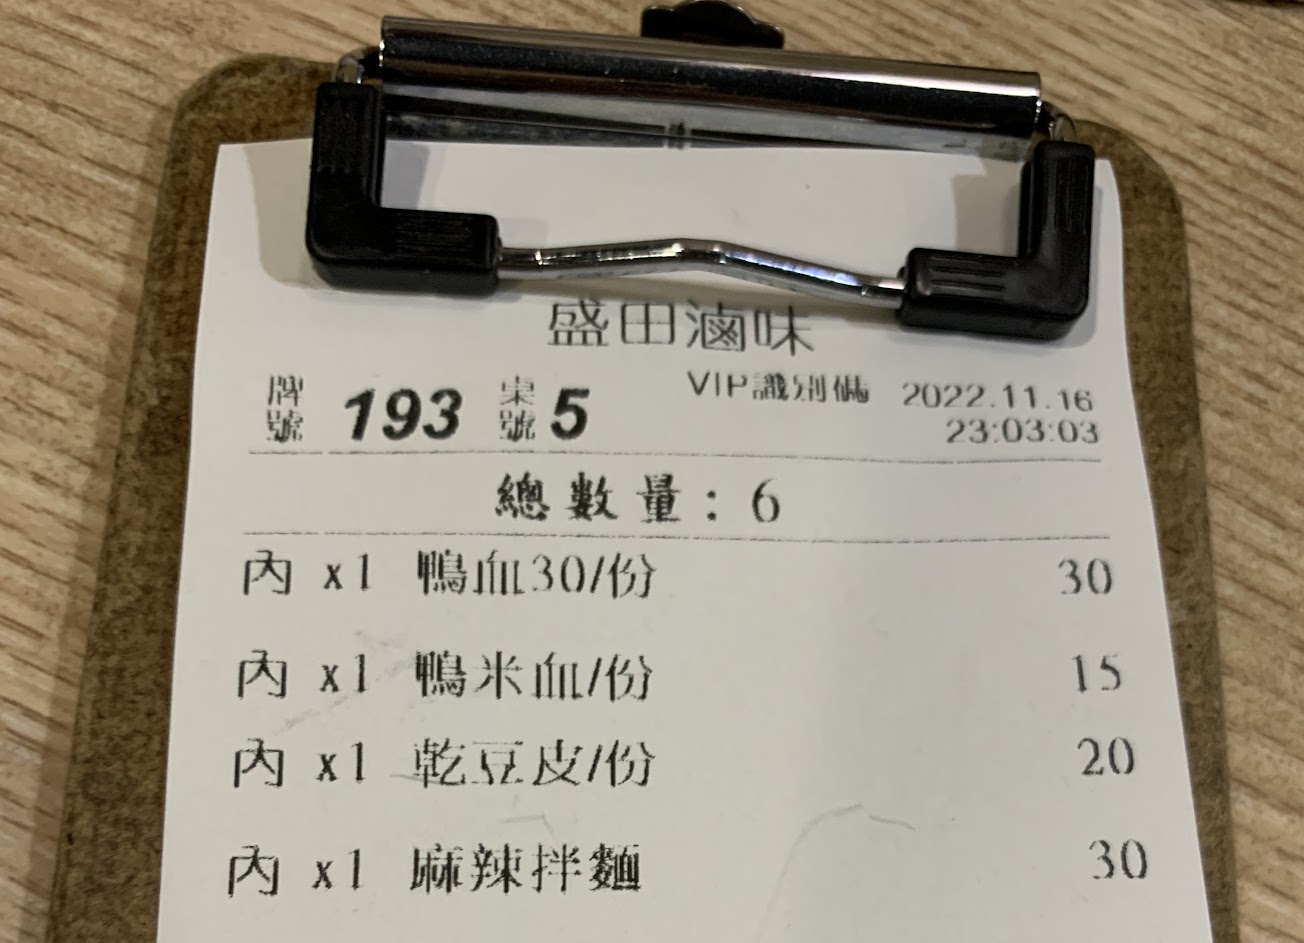 盛田滷味
牌號 193 桌號 5 VIP識別碼 2022.11.16
23:03:03
總數量：6
內 x1 鴨血30/份 30
內 x1 鴨米血/份 15
內 x1 乾豆皮/份 20
內 x1 麻辣拌麵 30